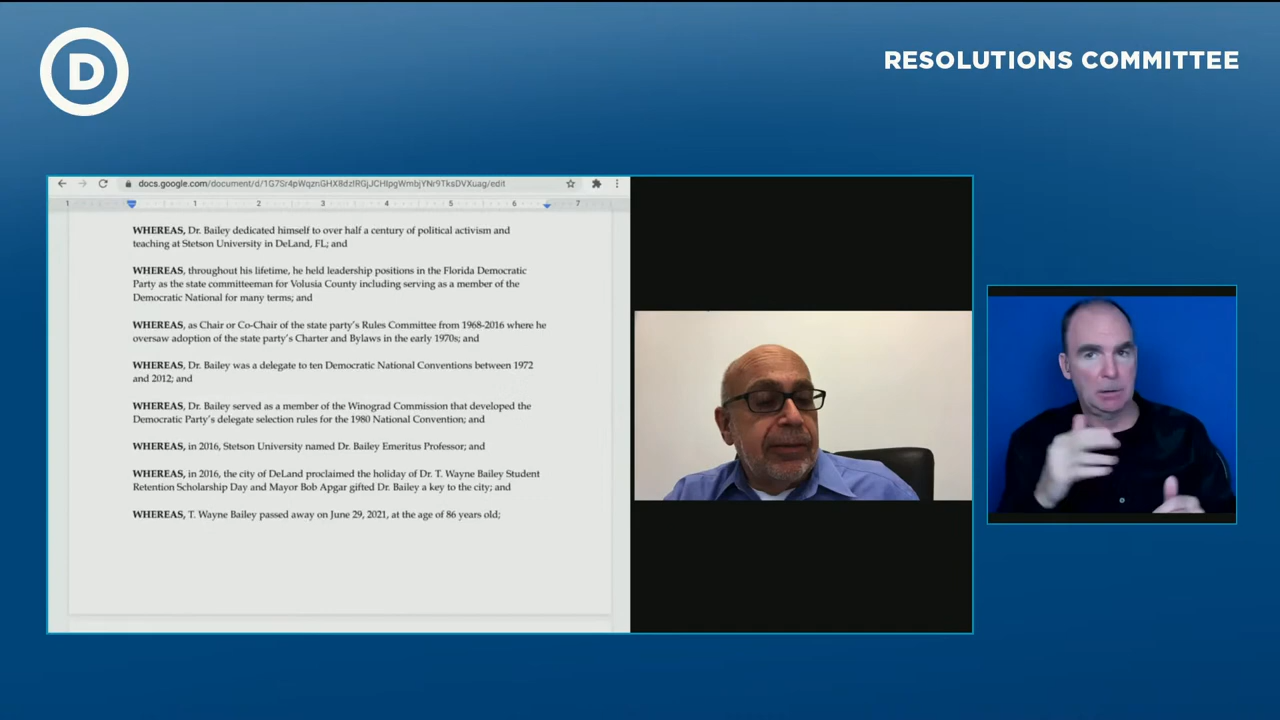 D
RESOLUTIONS COMMITTEE
docs.google.com/document/d/1G7Sr4pWqznGHX8dzIRGjJCHIpgWmbjYNr9TksDVXuag/edit
1 1 2 3 4 5 6 7
WHEREAS, Dr. Bailey dedicated himself to over half a century of political activism and
teaching at Stetson University in DeLand, FL; and
WHEREAS, throughout his lifetime, he held leadership positions in the Florida Democratic
Party as the state committeeman for Volusia County including serving as a member of the
Democratic National for many terms; and
WHEREAS, as Chair or Co-Chair of the state party's Rules Committee from 1968-2016 where he
oversaw adoption of the state party's Charter and Bylaws in the early 1970s; and
WHEREAS, Dr. Bailey was a delegate to ten Democratic National Conventions between 1972
and 2012; and
WHEREAS, Dr. Bailey served as a member of the Winograd Commission that developed the
Democratic Party's delegate selection rules for the 1980 National Convention; and
WHEREAS, in 2016, Stetson University named Dr. Bailey Emeritus Professor; and
WHEREAS, in 2016, the city of DeLand proclaimed the holiday of Dr. T. Wayne Bailey Student
Retention Scholarship Day and Mayor Bob Apgar gifted Dr. Bailey a key to the city; and
WHEREAS, T. Wayne Bailey passed away on June 29, 2021, at the age of 86 years old;